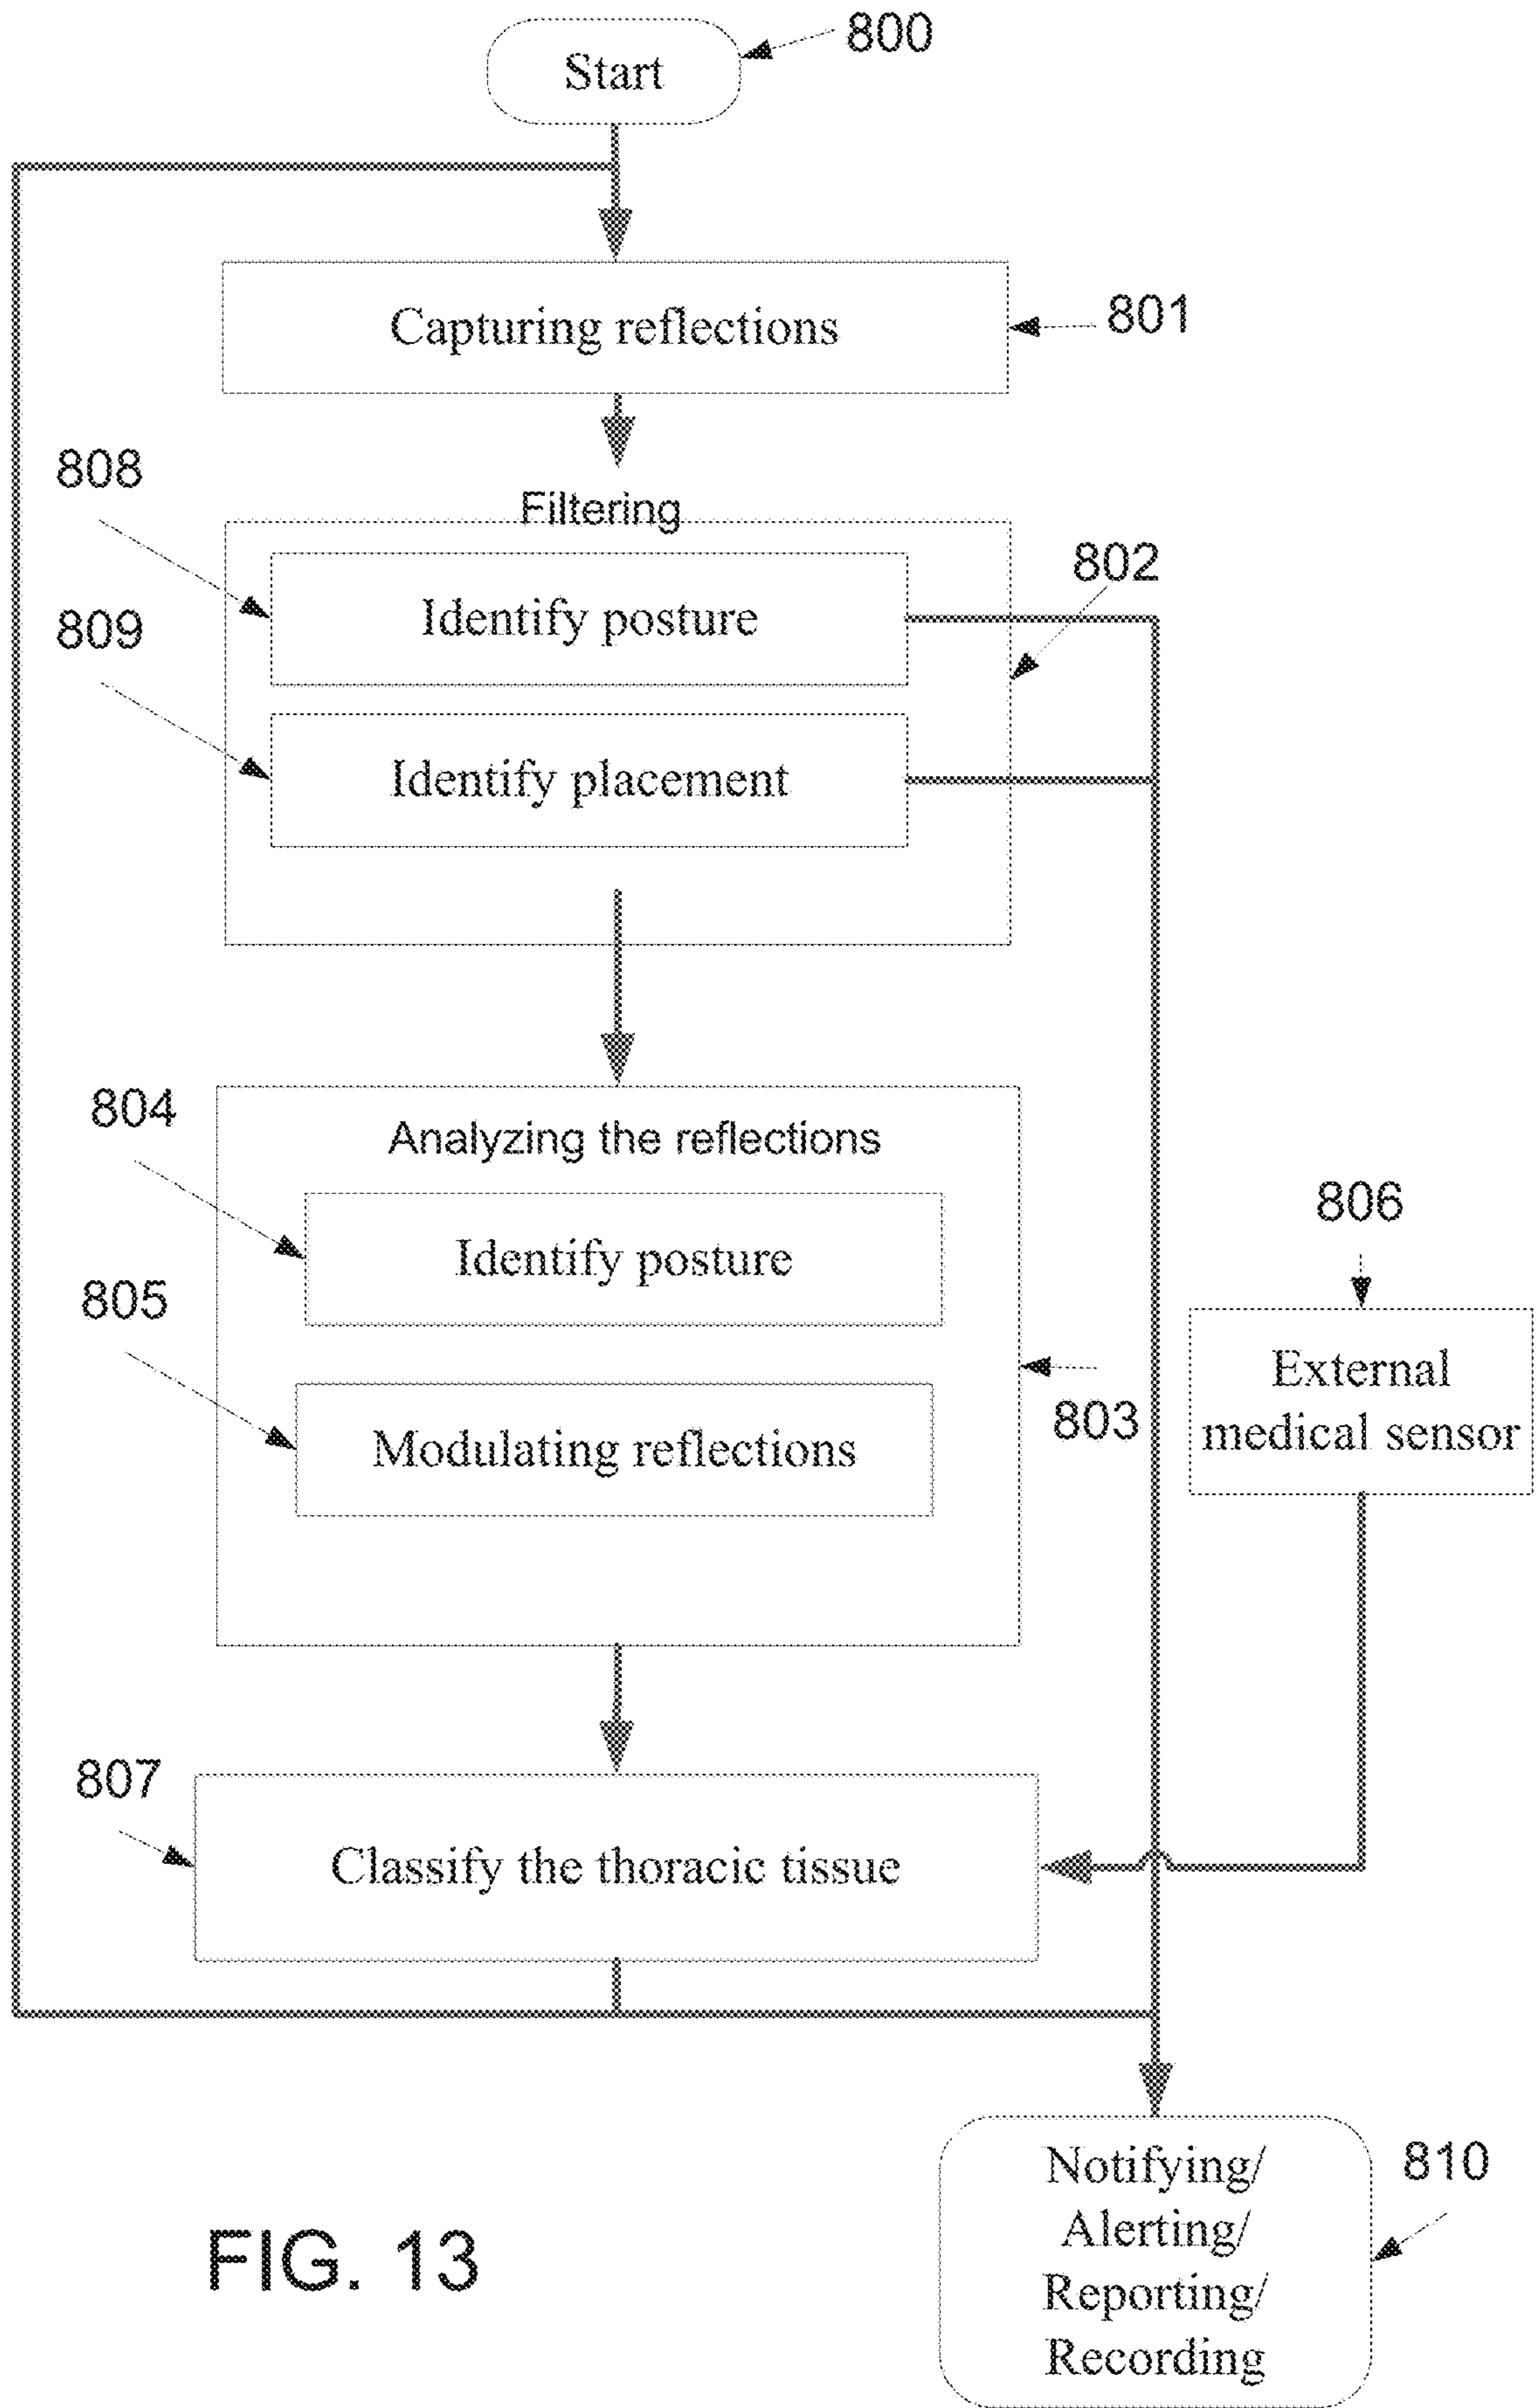 800
Start
Capturing reflections
801
808
Filtering
802
Identify posture
809
Identify placement
804
Analyzing the reflections
Identify posture
806
805
External
medical sensor
803
Modulating reflections
807
Classify the thoracic tissue
Notifying/
Alerting/
Reporting/
Recording
810
FIG. 13